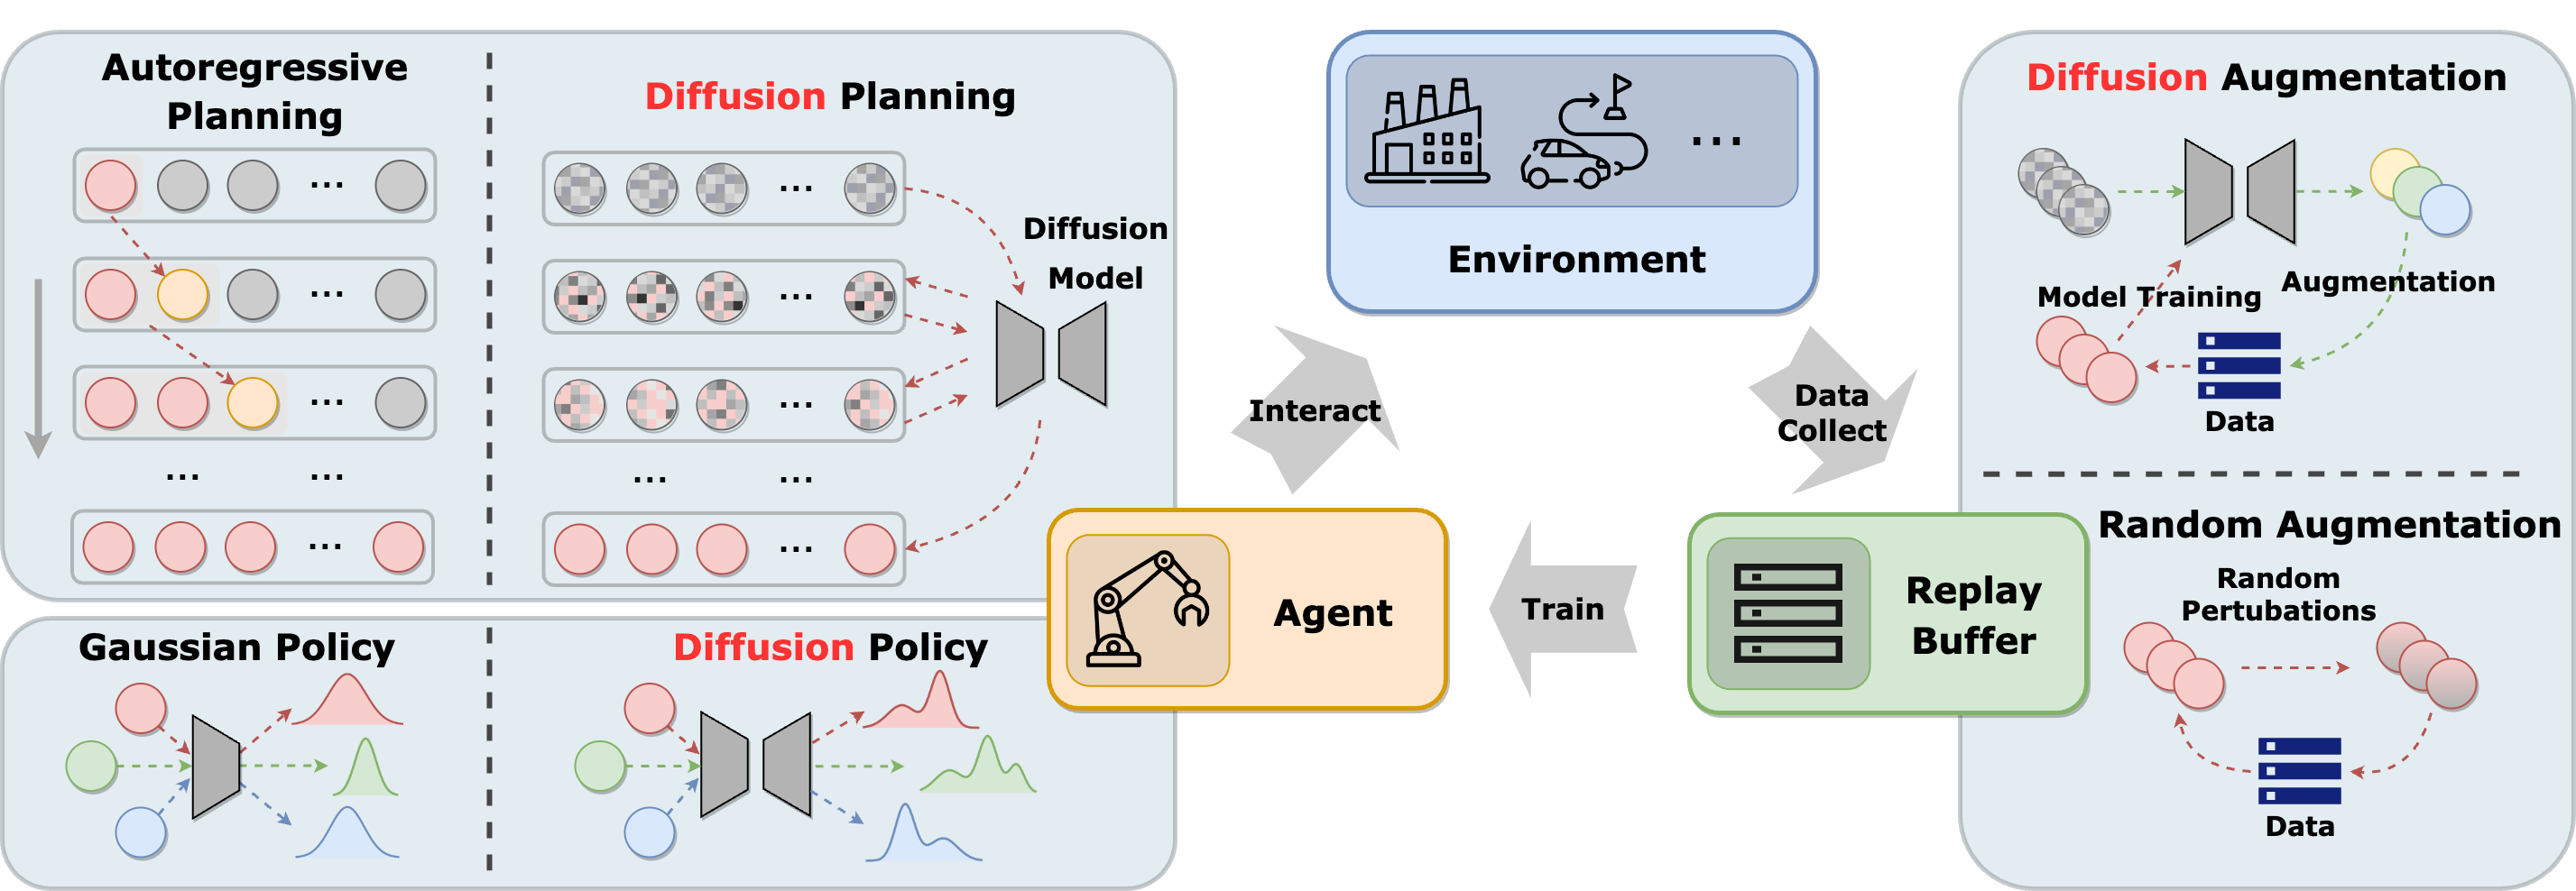 Autoregressive
Planning
Diffusion Planning
Diffusion
Model
Gaussian Policy
Diffusion Policy
Environment
Interact
Data
Collect
Train
Agent
Replay
Buffer
Diffusion Augmentation
Model Training
Augmentation
Data
Random Augmentation
Random
Pertubations
Data